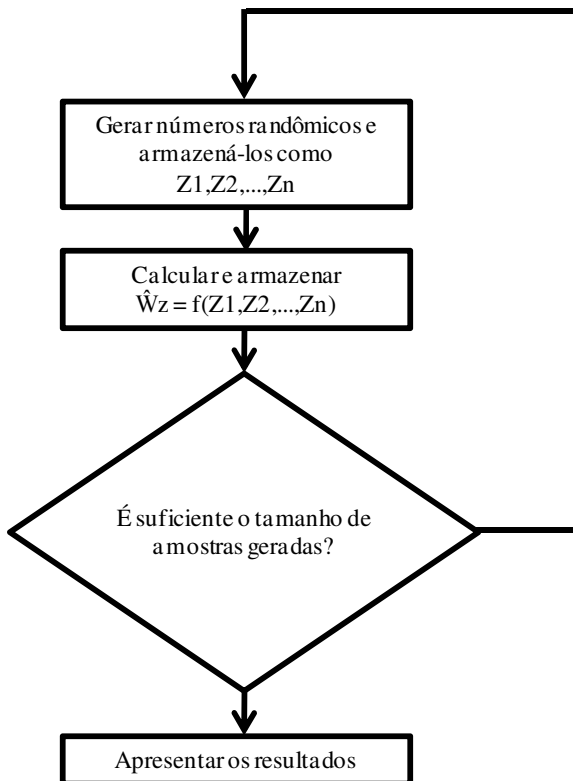 Gerar números randômicos e
armazená-los como
Z1,Z2,...,Zn
Calcular e armazenar
Ŵz = f(Z1,Z2,...,Zn)
É suficiente o tamanho de
amostras geradas?
Apresentar os resultados